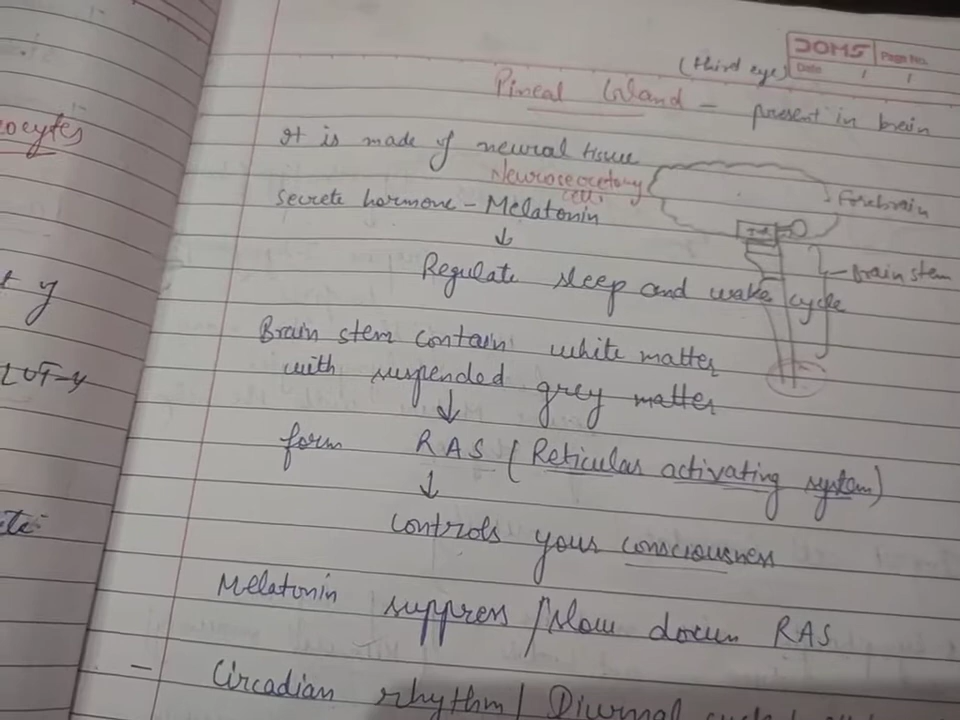 DOMS Page No.
Date / /
(third eye)
Pineal Gland – present in brain
It is made of neural tissue
Neurosecretory
cells
secrete hormone – Melatonin
forebrain
↓
Brain stem
Regulate sleep and wake cycle
Brain stem contain white matter
with suspended grey matter
↓
form RAS (Reticular activating system)
↓
controls your consciousness
Melatonin suppress / slow down RAS
– Circadian rhythm / Diurnal
ocytes
y